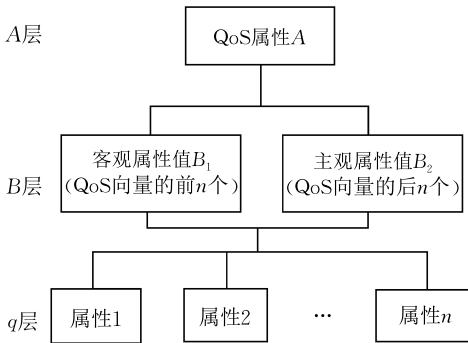 A层
QoS属性A
B层
客观属性值B₁
(QoS向量的前n个)
主观属性值B₂
(QoS向量的后n个)
q层
属性1
属性2
…
属性n